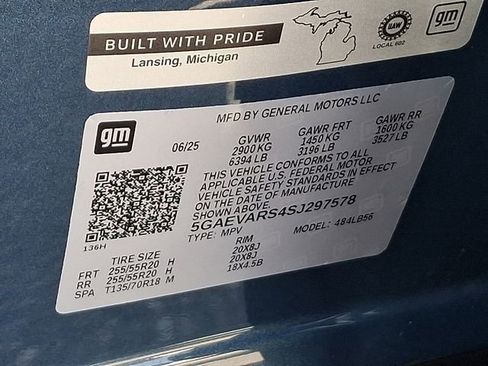 BUILT WITH PRIDE
Lansing, Michigan
UAW
LOCAL 602
gm
gm
MFD BY GENERAL MOTORS LLC
06/25 GVWR GAWR FRT GAWR RR
2900 KG 1450 KG 1600 KG
6394 LB 3196 LB 3527 LB
THIS VEHICLE CONFORMS TO ALL
APPLICABLE U.S. FEDERAL MOTOR
VEHICLE SAFETY STANDARDS IN EFFECT
ON THE DATE OF MANUFACTURE
SHOWN ABOVE.
5GAEVARS4SJ297578
TYPE: MPV MODEL: 484LB56
136H
TIRE SIZE RIM
FRT 255/55R20 H 20X8J
RR 255/55R20 H 20X8J
SPA T135/70R18 M 18X4.5B